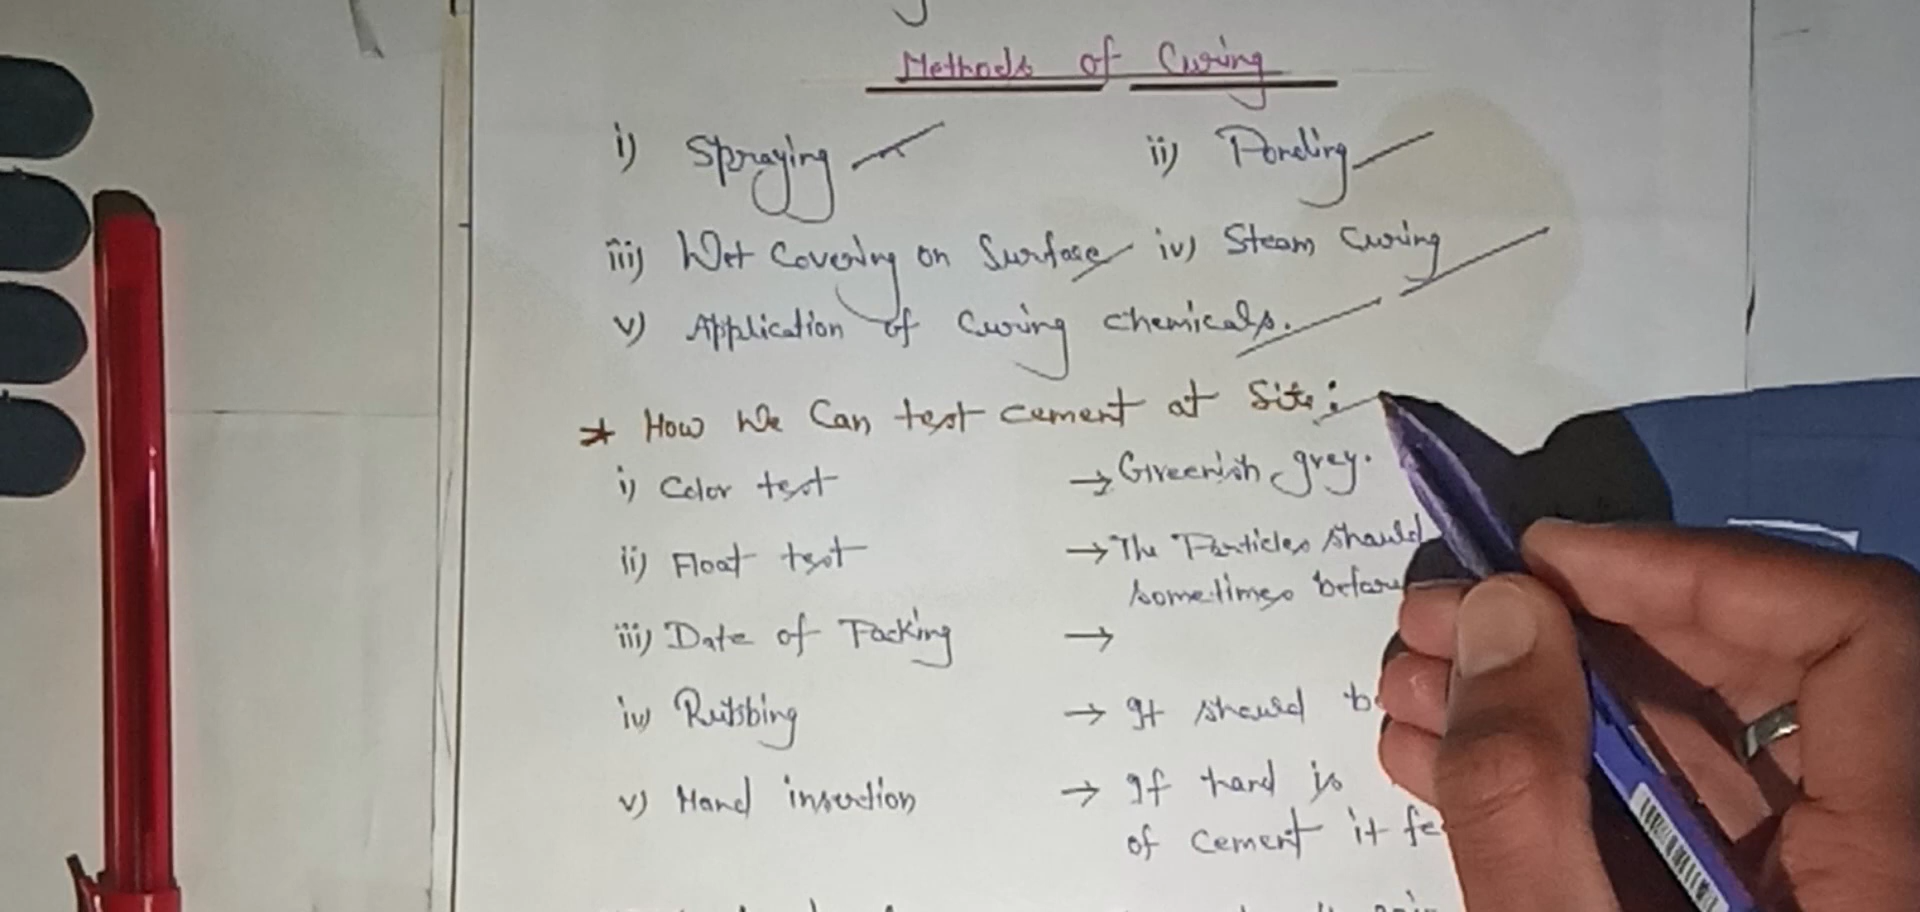 Methods of Curing
i) Spraying ii) Ponding
iii) Wet Covering on Surface iv) Steam Curing
v) Application of Curing chemicals.
* How We Can test cement at Site:
i) Color test → Greenish grey.
ii) Float test → The Particles should
sometimes before
iii) Date of Packing →
iv) Rubbing → It should
v) Hand insertion → If hand is
of cement it